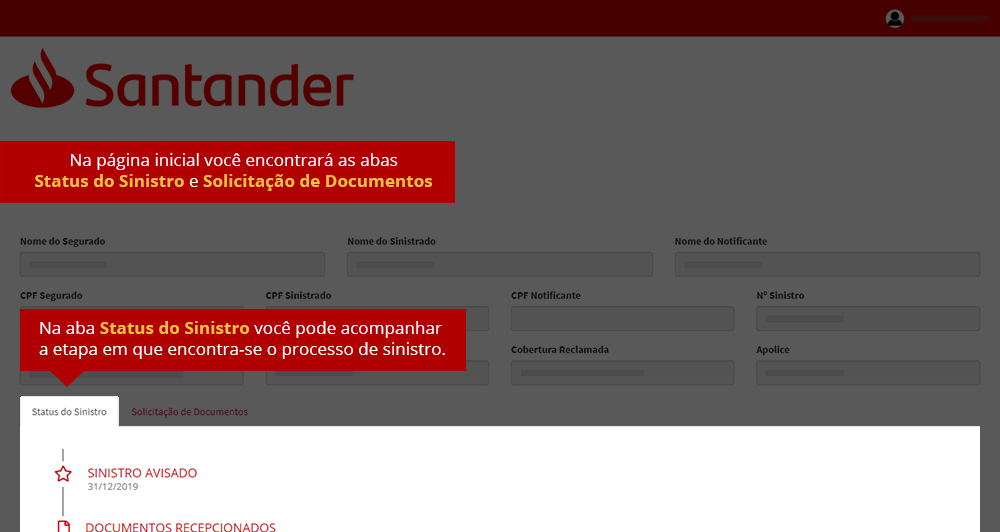 Santander
Na página inicial você encontrará as abas
Status do Sinistro e Solicitação de Documentos
Nome do Segurado
Nome do Sinistrado
Nome do Notificante
CPF Segurado
CPF Sinistrado
CPF Notificante
Nº Sinistro
Na aba Status do Sinistro você pode acompanhar
a etapa em que encontra-se o processo de sinistro.
Cobertura Reclamada
Apolice
Status do Sinistro
Solicitação de Documentos
SINISTRO AVISADO
31/12/2019
DOCUMENTOS RECEPCIONADOS